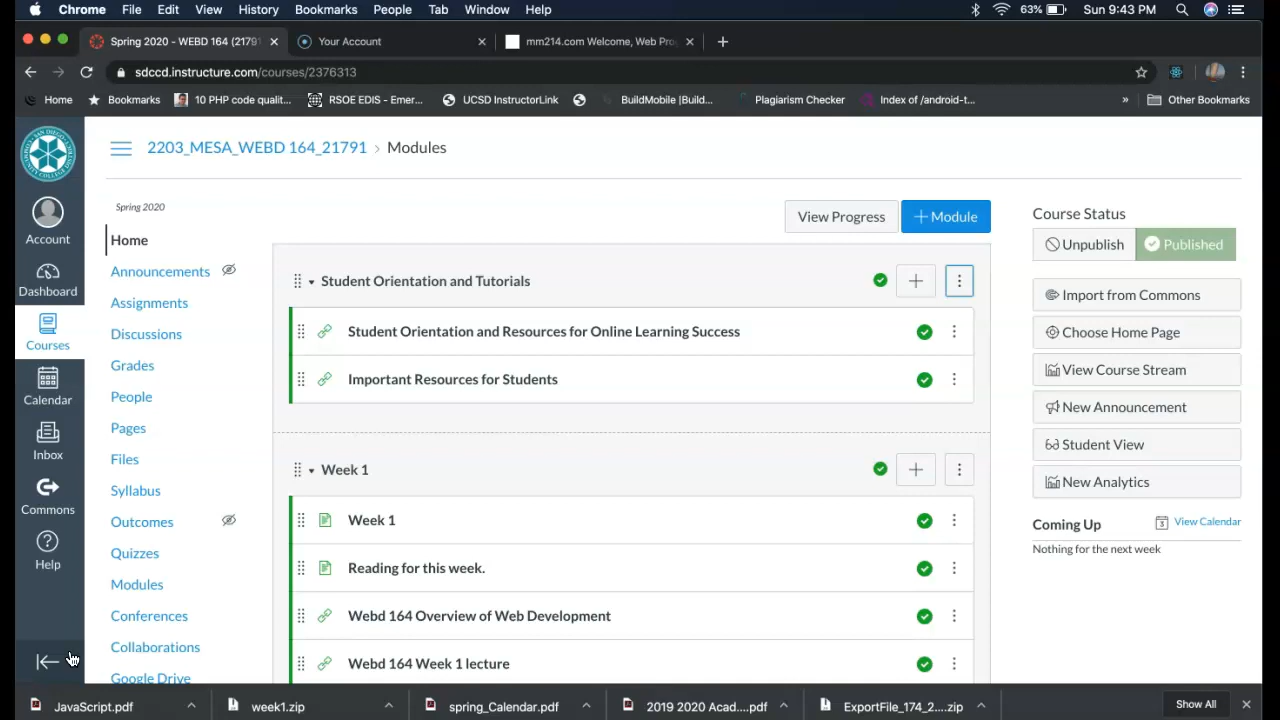 Chrome File Edit View History Bookmarks People Tab Window Help 63% Sun 9:43 PM
Spring 2020 - WEBD 164 (21791 Your Account mm214.com Welcome, Web Pro
sdccd.instructure.com/courses/2376313
Home Bookmarks 10 PHP code qualit... RSOE EDIS - Emer... UCSD InstructorLink BuildMobile |Build... Plagiarism Checker Index of /android-t... » Other Bookmarks
2203_MESA_WEBD 164_21791 > Modules
Spring 2020
Account
Dashboard
Courses
Calendar
Inbox
Commons
Help
Home
Announcements
Assignments
Discussions
Grades
People
Pages
Files
Syllabus
Outcomes
Quizzes
Modules
Conferences
Collaborations
Google Drive
View Progress + Module
Student Orientation and Tutorials
Student Orientation and Resources for Online Learning Success
Important Resources for Students
Week 1
Week 1
Reading for this week.
Webd 164 Overview of Web Development
Webd 164 Week 1 lecture
Course Status
Unpublish Published
Import from Commons
Choose Home Page
View Course Stream
New Announcement
Student View
New Analytics
Coming Up View Calendar
Nothing for the next week
JavaScript.pdf week1.zip spring_Calendar.pdf 2019 2020 Acad....pdf ExportFile_174_2....zip Show All